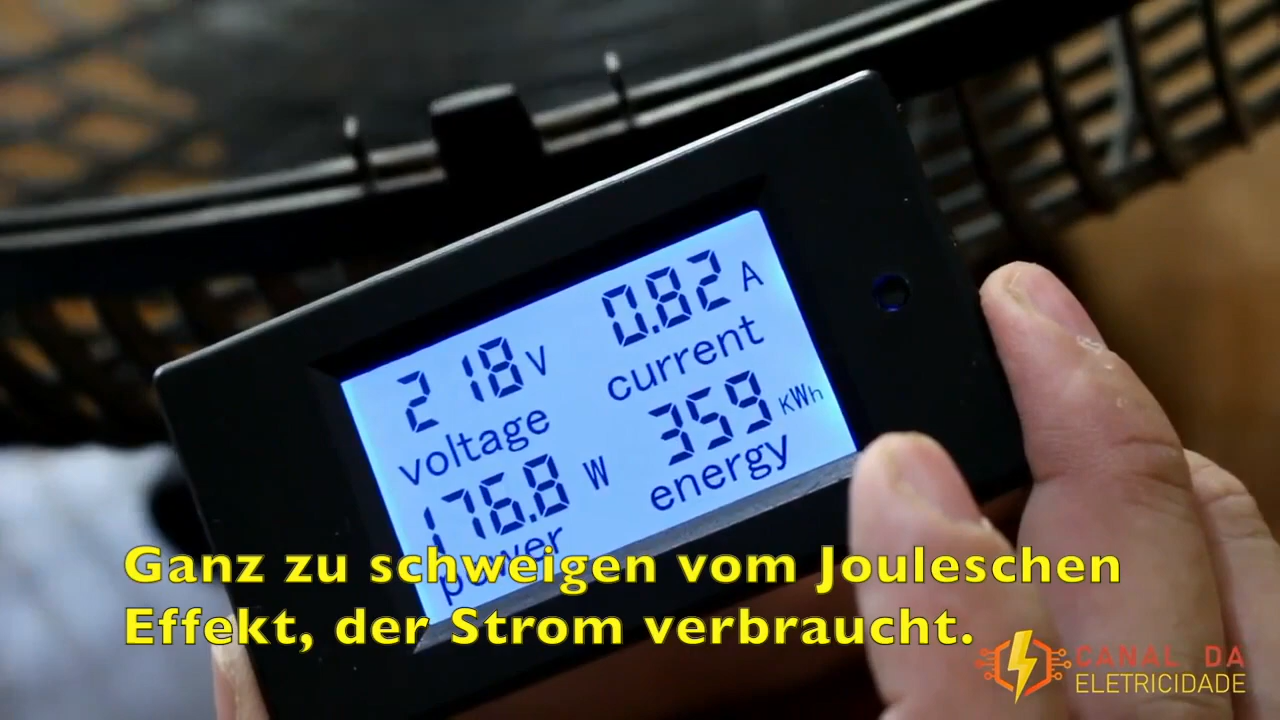 218 V
voltage
0.82 A
current
176.8 W
power
359 kWh
energy
Ganz zu schweigen vom Jouleschen
Effekt, der Strom verbraucht.
CANAL DA
ELETRICIDADE